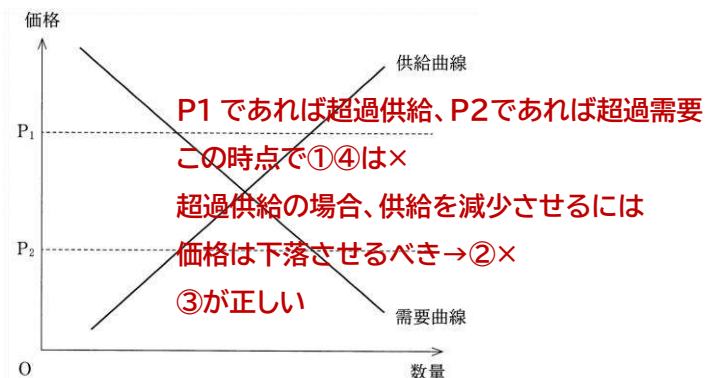 価格
供給曲線
P1 であれば超過供給、P2であれば超過需要
P₁
この時点で①④は×
超過供給の場合、供給を減少させるには
P₂
価格は下落させるべき→②×
③が正しい
需要曲線
O
数量